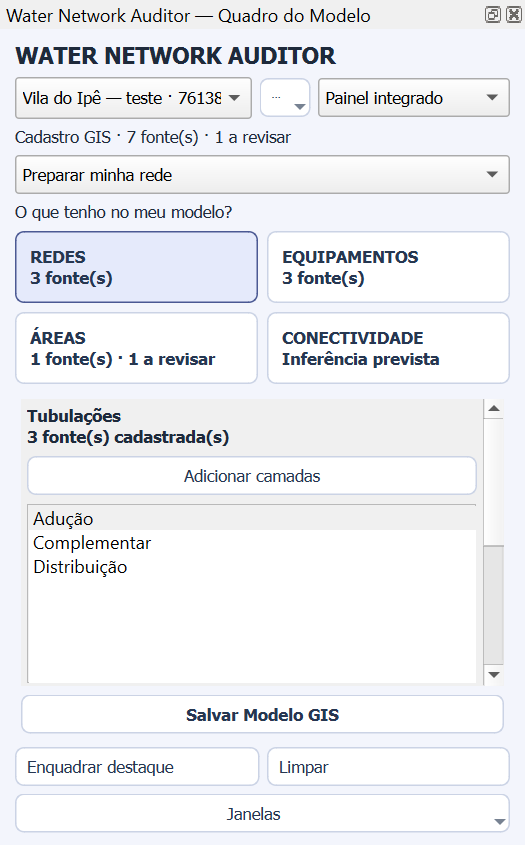 Water Network Auditor — Quadro do Modelo
WATER NETWORK AUDITOR
Vila do Ipê — teste · 76138
...
Painel integrado
Cadastro GIS · 7 fonte(s) · 1 a revisar
Preparar minha rede
O que tenho no meu modelo?
REDES
3 fonte(s)
EQUIPAMENTOS
3 fonte(s)
ÁREAS
1 fonte(s) · 1 a revisar
CONECTIVIDADE
Inferência prevista
Tubulações
3 fonte(s) cadastrada(s)
Adicionar camadas
Adução
Complementar
Distribuição
Salvar Modelo GIS
Enquadrar destaque
Limpar
Janelas